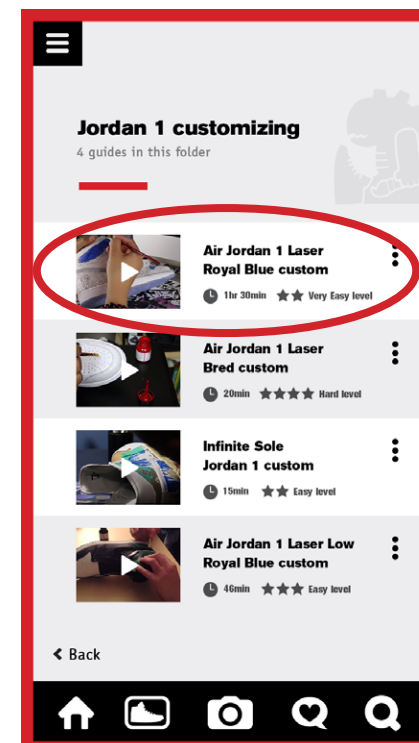 Jordan 1 customizing
4 guides in this folder
Air Jordan 1 Laser
Royal Blue custom
1hr 30min Very Easy level
Air Jordan 1 Laser
Bred custom
20min Hard level
Infinite Sole
Jordan 1 custom
15min Easy level
Air Jordan 1 Laser Low
Royal Blue custom
46min Easy level
Back